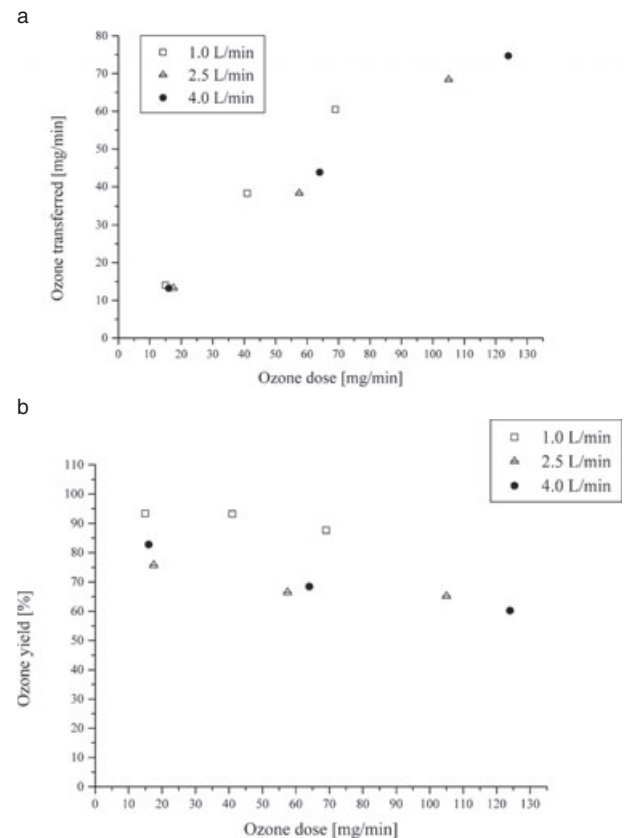 a
80
70
60
50
40
30
20
10
0
Ozone transferred [mg/min]
1.0 L/min
2.5 L/min
4.0 L/min
0 10 20 30 40 50 60 70 80 90 100 110 120 130
Ozone dose [mg/min]
b
1.0 L/min
2.5 L/min
4.0 L/min
110
100
90
80
70
60
50
40
30
20
10
0
Ozone yield [%]
0 10 20 30 40 50 60 70 80 90 100 110 120 130
Ozone dose [mg/min]